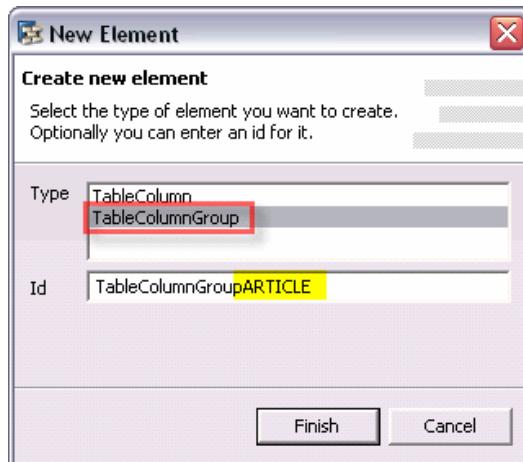 New Element
Create new element
Select the type of element you want to create.
Optionally you can enter an id for it.
Type
TableColumn
TableColumnGroup
Id
TableColumnGroupARTICLE
Finish
Cancel